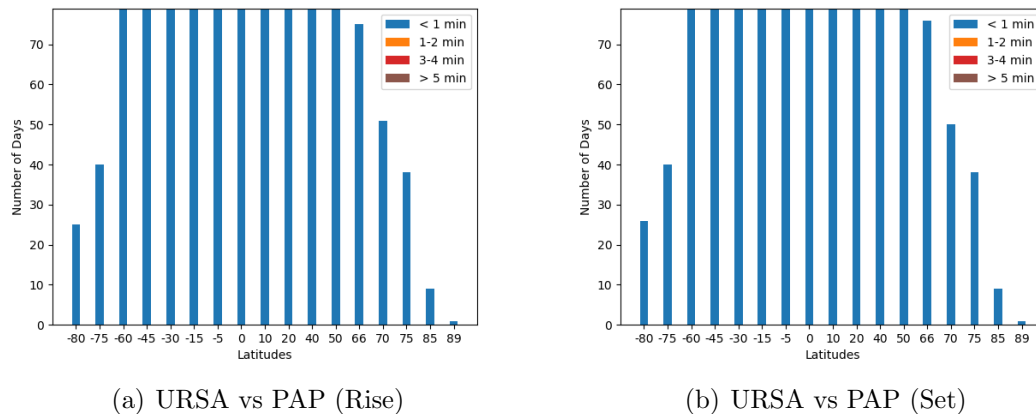 70
60
50
40
30
20
10
0
Number of Days
< 1 min
1-2 min
3-4 min
> 5 min
-80 -75 -60 -45 -30 -15 -5 0 10 20 40 50 66 70 75 85 89
Latitudes
(a) URSA vs PAP (Rise)
70
60
50
40
30
20
10
0
Number of Days
< 1 min
1-2 min
3-4 min
> 5 min
-80 -75 -60 -45 -30 -15 -5 0 10 20 40 50 66 70 75 85 89
Latitudes
(b) URSA vs PAP (Set)